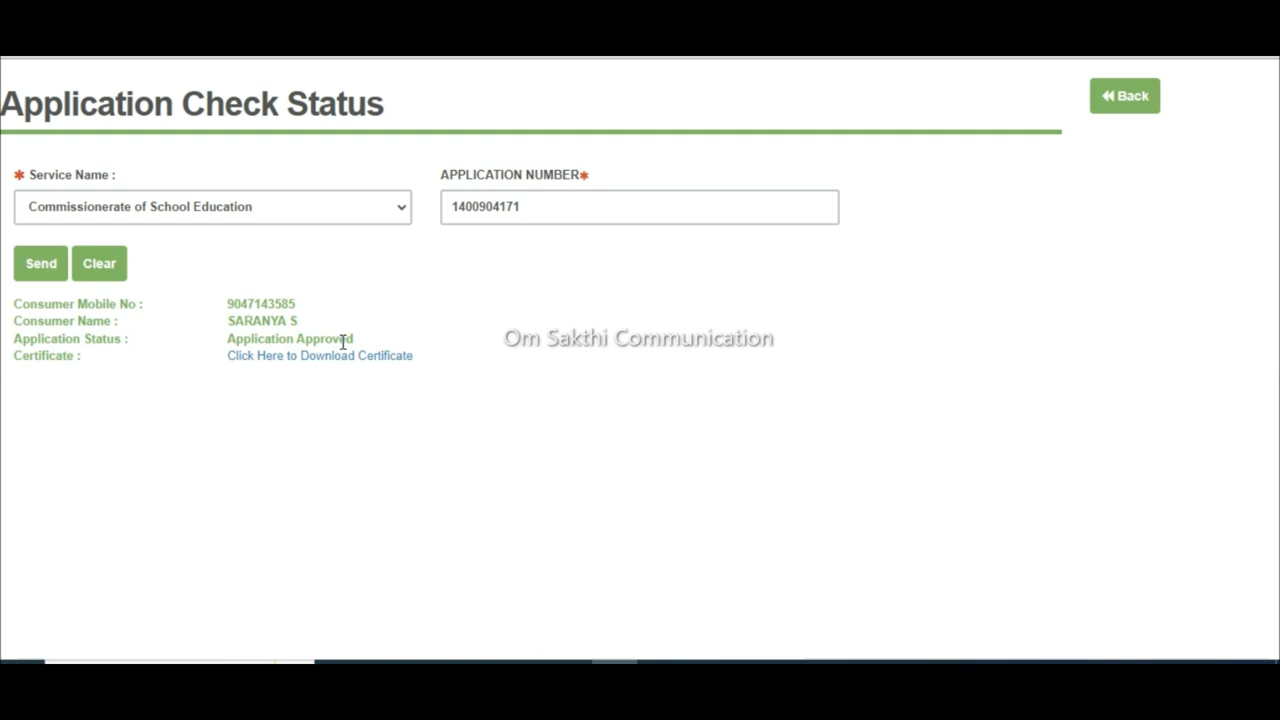 Application Check Status
Back
* Service Name :
APPLICATION NUMBER*
Commissionerate of School Education
1400904171
Send
Clear
Consumer Mobile No : 9047143585
Consumer Name : SARANYA S
Application Status : Application Approved
Certificate : Click Here to Download Certificate
Om Sakthi Communication